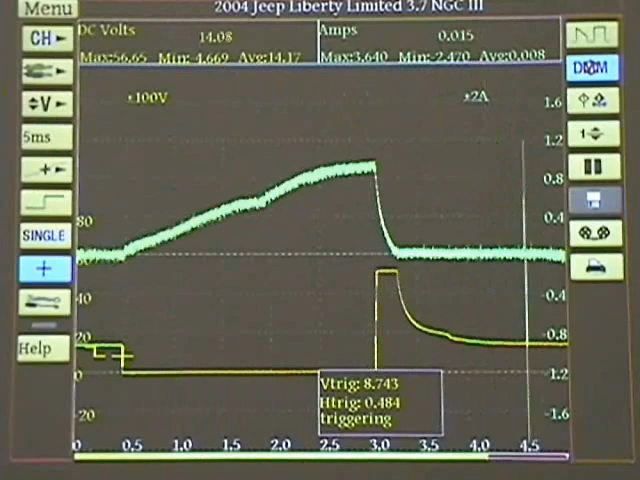 Menu
2004 Jeep Liberty Limited 3.7 NGC III
DC Volts
14.08
Max:56.65 Min:-4.669 Avg:14.17
Amps
0.015
Max:3.640 Min:-2.470 Avg:0.008
CH
V
5ms
SINGLE
Help
DMM
1
±100V
±2A
80
60
40
20
0
20
1.6
1.2
0.8
0.4
-0.4
-0.8
-1.2
-1.6
Vtrig: 8.743
Htrig: 0.484
triggering
0 0.5 1.0 1.5 2.0 2.5 3.0 3.5 4.0 4.5